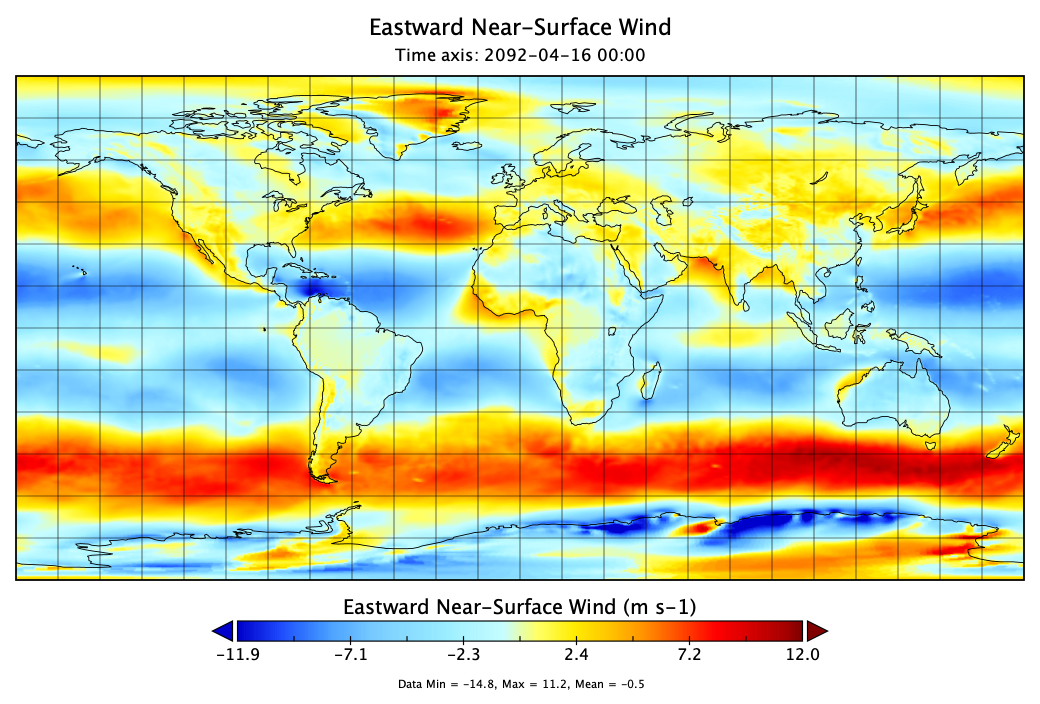 Eastward Near-Surface Wind
Time axis: 2092-04-16 00:00
Eastward Near-Surface Wind (m s-1)
-11.9 -7.1 -2.3 2.4 7.2 12.0
Data Min = -14.8, Max = 11.2, Mean = -0.5